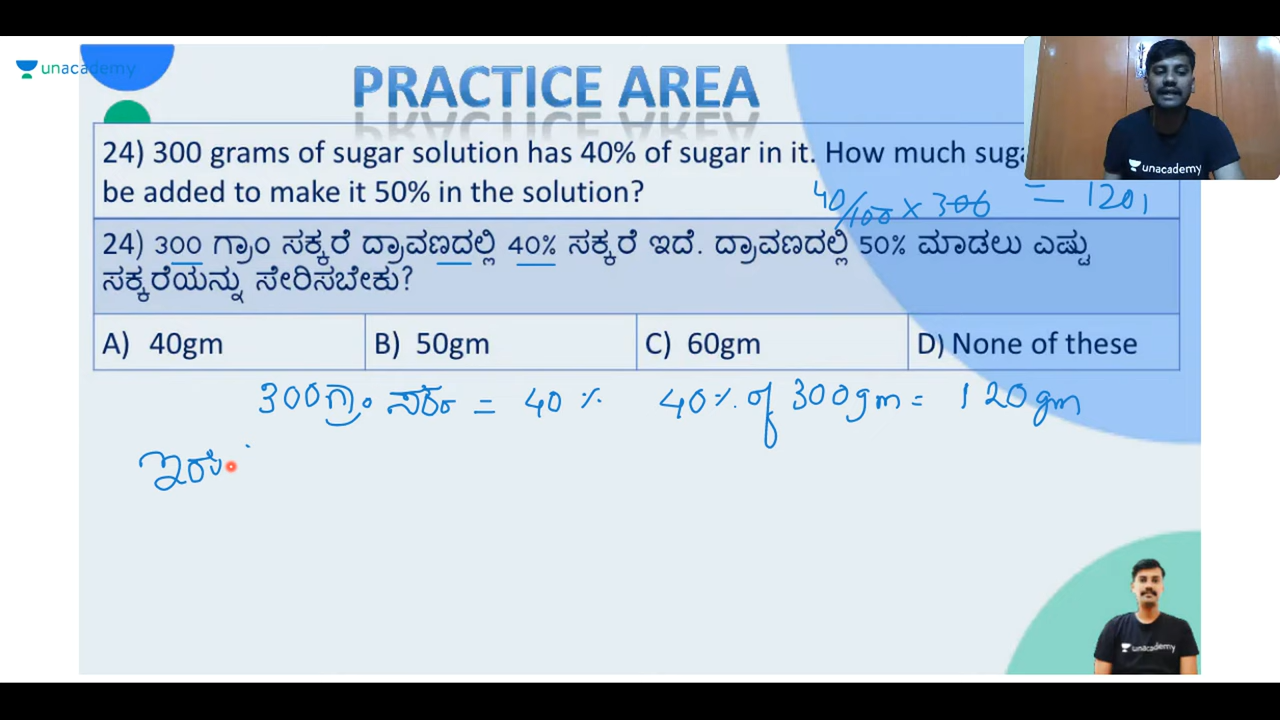 unacademy
PRACTICE AREA
24) 300 grams of sugar solution has 40% of sugar in it. How much
be added to make it 50% in the solution?
40/100 × 300 = 120
24) 300 ಗ್ರಾಂ ಸಕ್ಕರೆ ದ್ರಾವಣದಲ್ಲಿ 40% ಸಕ್ಕರೆ ಇದೆ. ದ್ರಾವಣದಲ್ಲಿ 50% ಮಾಡಲು ಎಷ್ಟು
ಸಕ್ಕರೆಯನ್ನು ಸೇರಿಸಬೇಕು?
A) 40gm B) 50gm C) 60gm D) None of these
300ಗ್ರಾಂ = 40 % 40% of 300gm = 120gm
unacademy
unacademy